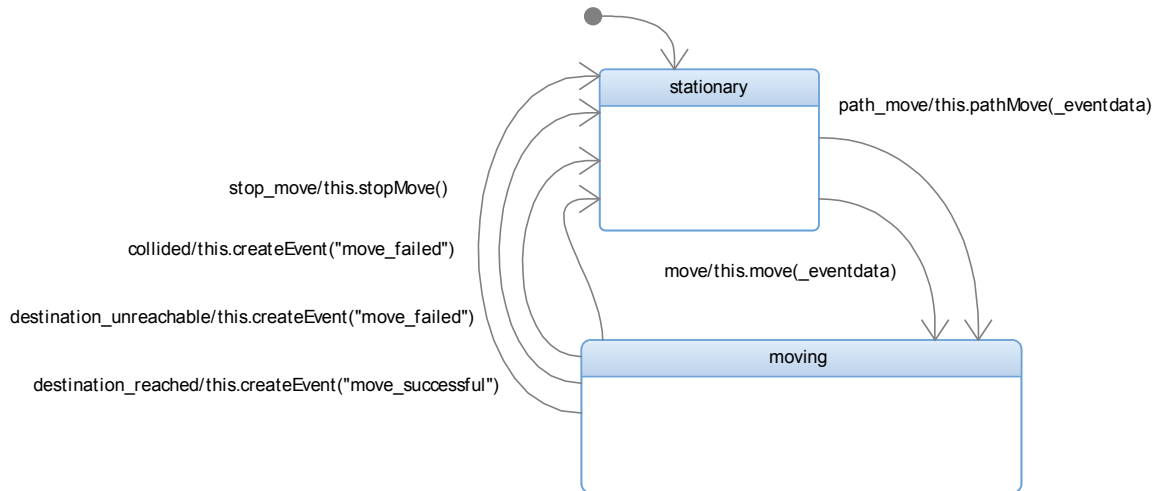 stationary
path_move/this.pathMove(_eventdata)
stop_move/this.stopMove()
collided/this.createEvent("move_failed")
move/this.move(_eventdata)
destination_unreachable/this.createEvent("move_failed")
moving
destination_reached/this.createEvent("move_successful")